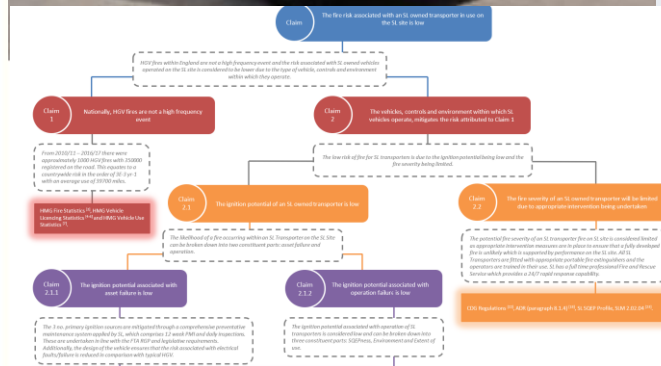 Claim
The fire risk associated with an SL owned transporter in use on
the SL site is low
HGV fires within England are not a high frequency event and the risk associated with SL owned vehicles
operated on the SL site is considered to be lower due to the type of vehicle, controls and environment
within which they operate.
Claim
1
Nationally, HGV fires are not a high frequency
event
Claim
2
The vehicles, controls and environment within which SL
vehicles operate, mitigates the risk attributed to Claim 1
From 2010/11 – 2016/17 there were
approximately 1000 HGV fires with
registered on the road. This equates to a
countrywide risk in the order of
with an average use of miles.
The low risk of fire for SL transporters is due to the ignition potential being low and the
fire severity being limited.
HMG Fire Statistics HMG Vehicle
Licensing Statistics and HMG Vehicle Use
Statistics
Claim
2.1
The ignition potential of an SL owned transporter is low
Claim
2.2
The fire severity of an SL owned transporter will be limited
due to appropriate intervention being undertaken
The likelihood of a fire occurring within an SL Transporter on the SL Site
can be broken down into two constituent parts: asset failure and
operation.
The potential fire severity of an SL transporter fire on SL site is considered limited
as appropriate intervention measures are in place to ensure that a fully developed
fire is unlikely which is supported by performance on the SL site. All SL
Transporters are fitted with appropriate portable fire extinguishers and the
operators are trained in their use. SL has a full time professional Fire and Rescue
Service which provides a 24/7 rapid response capability.
Claim
2.1.1
The ignition potential associated with
asset failure is low
Claim
2.1.2
The ignition potential associated with
operation failure is low
CDG Regulations ADR (paragraph 8.1.4) SL SQEP Profile,
The 3 no. primary ignition sources are mitigated through a comprehensive preventative
maintenance system applied by SL, which comprises 12 week PMI and daily inspections.
These are undertaken in line with the FTA RGP and legislative requirements.
Additionally, the design of the vehicle ensures that the risk associated with electrical
faults/failure is reduced in comparison with typical HGV.
The ignition potential associated with operation of SL
transporters is considered low and can be broken down into
three constituent parts: Environment and Extent of
use.